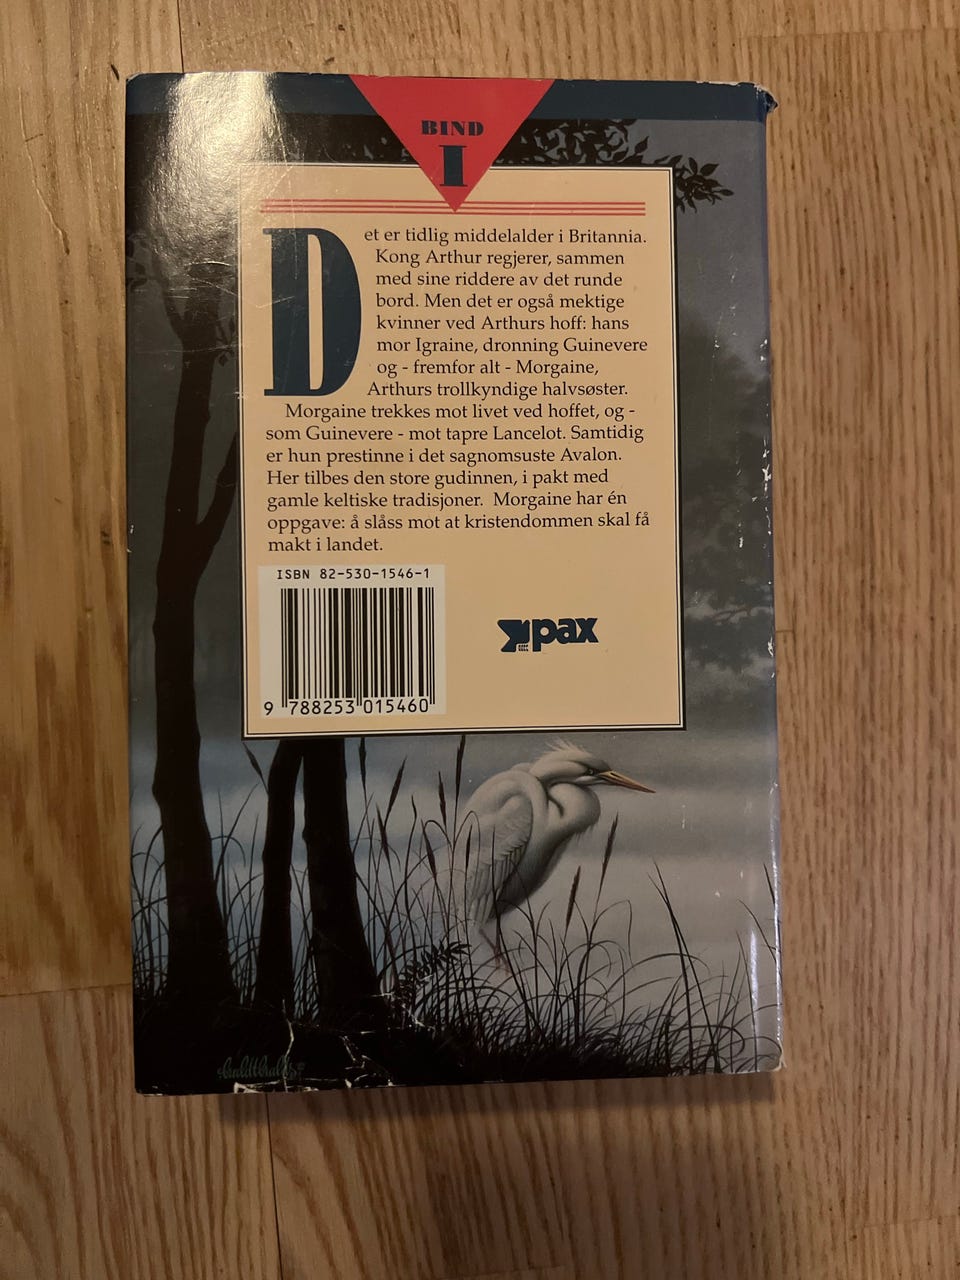 BIND
I
Det er tidlig middelalder i Britannia.
Kong Arthur regjerer, sammen
med sine riddere av det runde
bord. Men det er også mektige
kvinner ved Arthurs hoff: hans
mor Igraine, dronning Guinevere
og - fremfor alt - Morgaine,
Arthurs trollkyndige halvsøster.
Morgaine trekkes mot livet ved hoffet, og -
som Guinevere - mot tapre Lancelot. Samtidig
er hun prestinne i det sagnomsuste Avalon.
Her tilbes den store gudinnen, i pakt med
gamle keltiske tradisjoner. Morgaine har én
oppgave: å slåss mot at kristendommen skal få
makt i landet.
ISBN 82-530-1546-1
9 788253 015460
pax